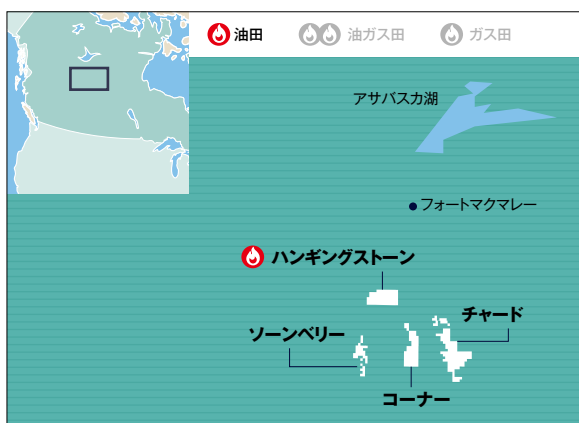 油田
油ガス田
ガス田
アサバスカ湖
フォートマクマレー
ハンギングストーン
チャード
ソーンベリー
コーナー